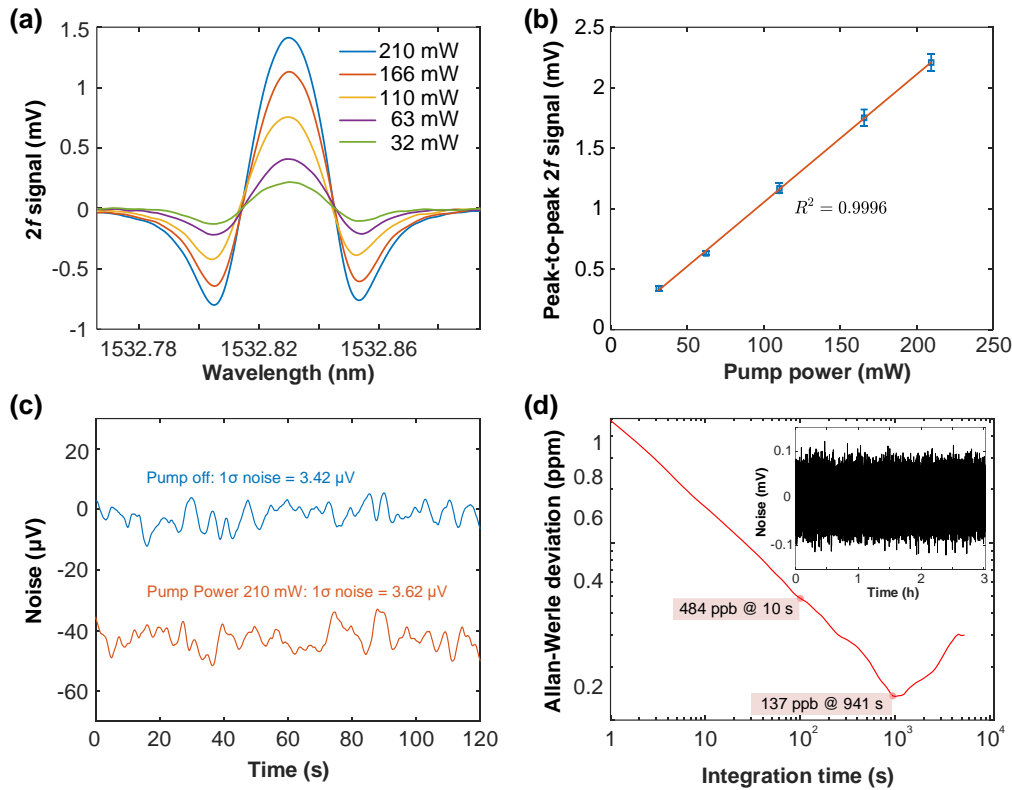 (a)
1.5
1
0.5
0
-0.5
-1
2f signal (mV)
210 mW
166 mW
110 mW
63 mW
32 mW
1532.78
1532.82
1532.86
Wavelength (nm)
(b)
2.5
2
1.5
1
0.5
0
Peak-to-peak 2f signal (mV)
R² = 0.9996
0
50
100
150
200
250
Pump power (mW)
(c)
20
0
-20
-40
-60
Noise (μV)
Pump off: 1σ noise = 3.42 μV
Pump Power 210 mW: 1σ noise = 3.62 μV
0
20
40
60
80
100
120
Time (s)
(d)
1
0.8
0.6
0.4
0.2
Allan-Werle deviation (ppm)
484 ppb @ 10 s
137 ppb @ 941 s
0.1
0
-0.1
Noise (mV)
0
1
2
3
Time (h)
1
10
10²
10³
10⁴
Integration time (s)